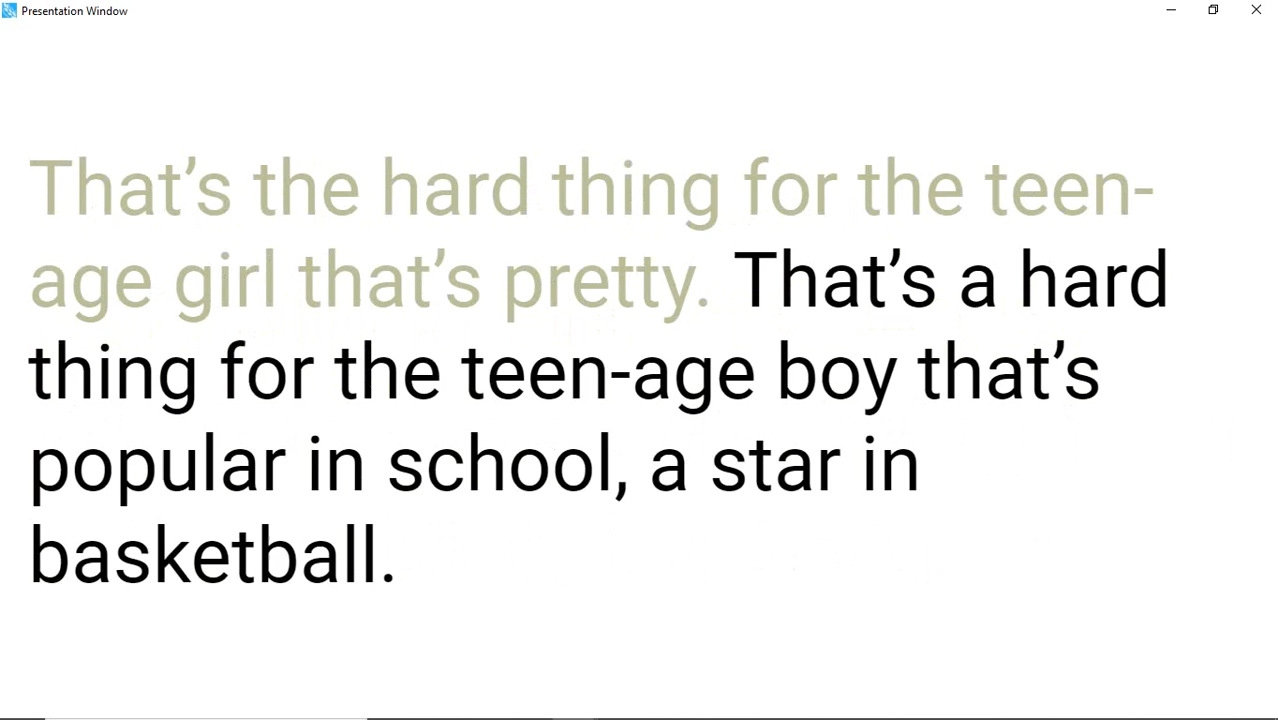 Presentation Window
That’s the hard thing for the teen-
age girl that’s pretty. That’s a hard
thing for the teen-age boy that’s
popular in school, a star in
basketball.